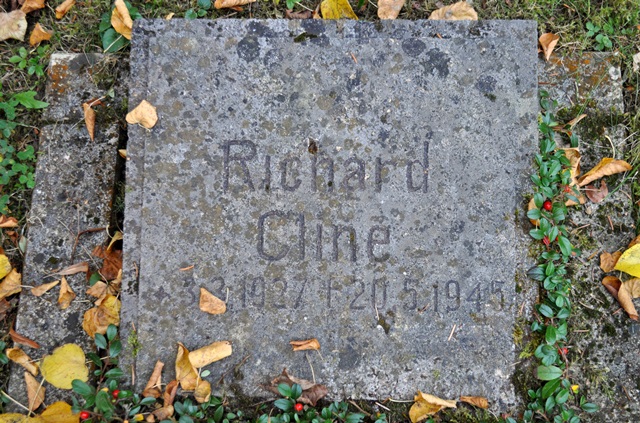 Richard
Cline
* 3.3.1927 † 20.5.1945